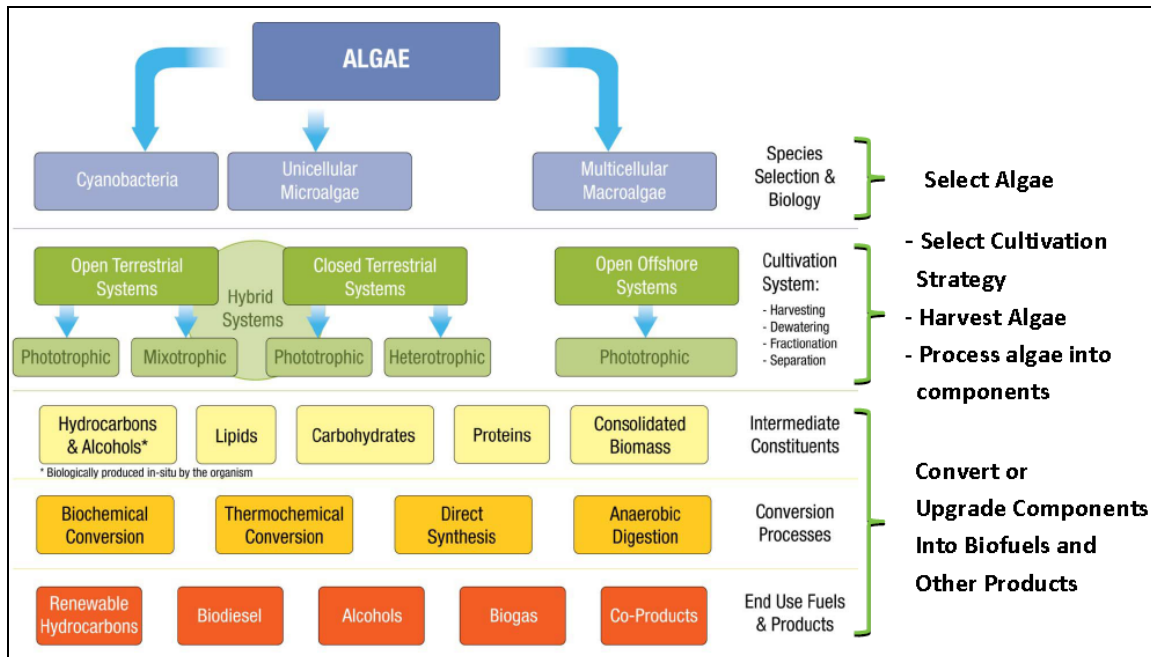 ALGAE
Cyanobacteria
Unicellular
Microalgae
Multicellular
Macroalgae
Species
Selection &
Biology
Select Algae
Open Terrestrial
Systems
Hybrid
Systems
Closed Terrestrial
Systems
Open Offshore
Systems
Phototrophic
Mixotrophic
Phototrophic
Heterotrophic
Phototrophic
Cultivation
System:
- Harvesting
- Dewatering
- Fractionation
- Separation
- Select Cultivation
Strategy
- Harvest Algae
- Process algae into
components
Hydrocarbons
& Alcohols*
Lipids
Carbohydrates
Proteins
Consolidated
Biomass
Intermediate
Constituents
* Biologically produced in-situ by the organism
Biochemical
Conversion
Thermochemical
Conversion
Direct
Synthesis
Anaerobic
Digestion
Conversion
Processes
Convert or
Upgrade Components
Into Biofuels and
Other Products
Renewable
Hydrocarbons
Biodiesel
Alcohols
Biogas
Co-Products
End Use Fuels
& Products